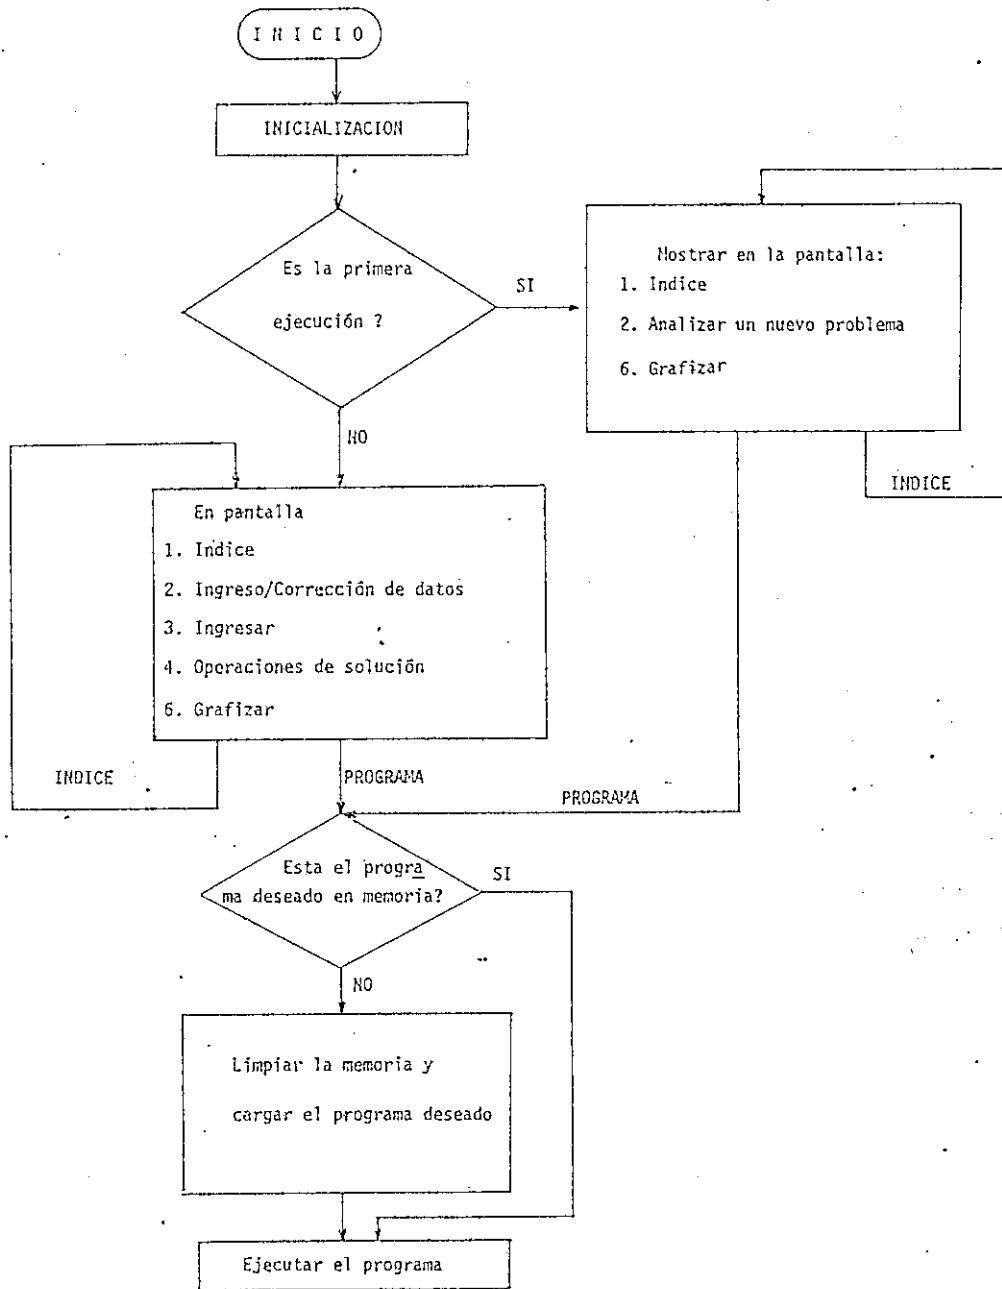 I N I C I O
INICIALIZACION
Es la primera
ejecución ?
SI
Mostrar en la pantalla:
1. Indice
2. Analizar un nuevo problema
6. Grafizar
INDICE
NO
En pantalla
1. Indice
2. Ingreso/Corrección de datos
3. Ingresar
4. Operaciones de solución
6. Grafizar
INDICE
PROGRAMA
PROGRAMA
Esta el progra
ma deseado en memoria?
SI
NO
Limpiar la memoria y
cargar el programa deseado
Ejecutar el programa